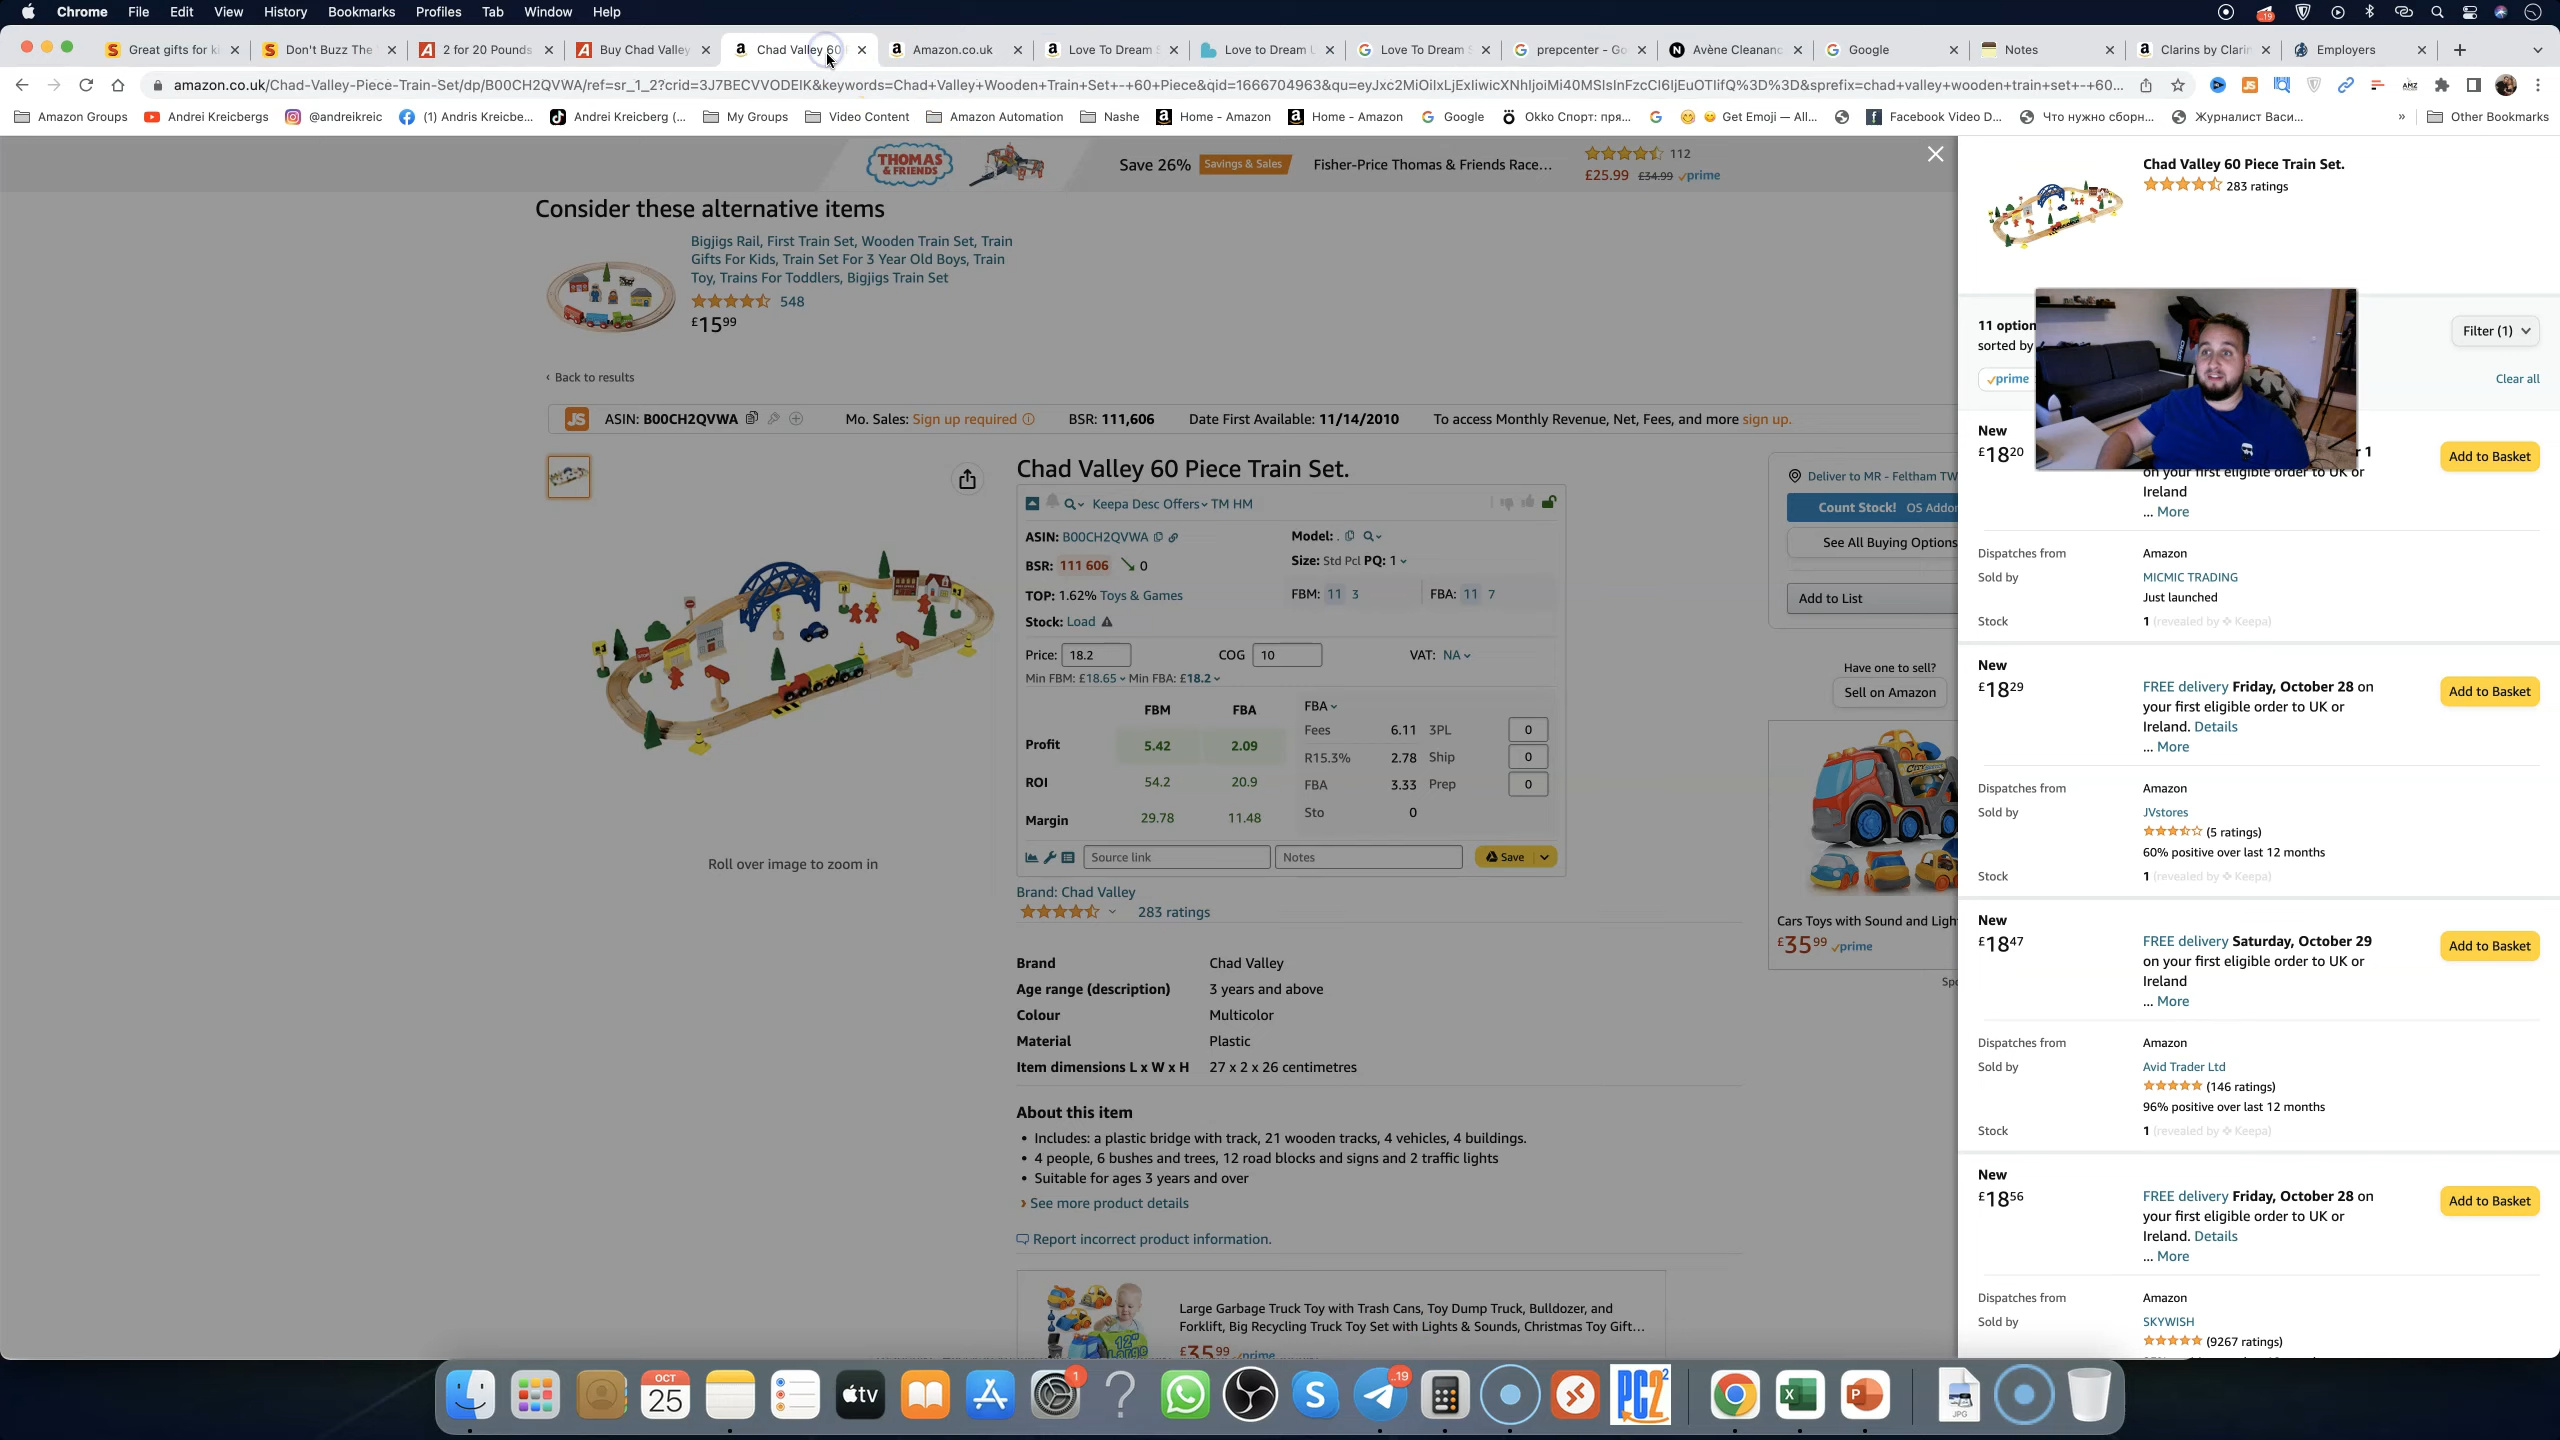 Chrome File Edit View History Bookmarks Profiles Tab Window Help
Great gifts for ki
Don't Buzz The
2 for 20 Pounds
Buy Chad Valley
Chad Valley 60
Amazon.co.uk
Love To Dream S
Love to Dream U
Love To Dream S
prepcenter - Go
Avène Cleananc
Google
Notes
Clarins by Clarin
Employers
Amazon Groups
Andrei Kreicbergs
@andreikreic
(1) Andris Kreicbe...
Andrei Kreicberg (...
My Groups
Video Content
Amazon Automation
Nashe
Home - Amazon
Home - Amazon
Google
Okko Спорт: пря...
Get Emoji — All...
Facebook Video D...
Что нужно сборн...
Журналист Васи...
»
Other Bookmarks
THOMAS & FRIENDS
Save 26% Savings & Sales
Fisher-Price Thomas & Friends Race...
112
£25.99 £34.99 prime
Consider these alternative items
Bigjigs Rail, First Train Set, Wooden Train Set, Train
Gifts For Kids, Train Set For 3 Year Old Boys, Train
Toy, Trains For Toddlers, Bigjigs Train Set
548
£15 99
‹ Back to results
JS ASIN: B00CH2QVWA Mo. Sales: Sign up required BSR: 111,606 Date First Available: 11/14/2010 To access Monthly Revenue, Net, Fees, and more sign up.
Chad Valley 60 Piece Train Set.
Keepa Desc Offers TM HM
ASIN: B00CH2QVWA Model: .
BSR: 111 606 0 Size: Std Pcl PQ: 1
TOP: 1.62% Toys & Games FBM: 11 3 FBA: 11 7
Stock: Load
Price: 18.2 COG 10 VAT: NA
Min FBM: £18.65 Min FBA: £18.2
FBM FBA FBA
Fees 6.11 3PL 0
Profit 5.42 2.09
R15.3% 2.78 Ship 0
ROI 54.2 20.9
FBA 3.33 Prep 0
Margin 29.78 11.48
Sto 0
Source link Notes Save
Roll over image to zoom in
Brand: Chad Valley
283 ratings
Brand Chad Valley
Age range (description) 3 years and above
Colour Multicolor
Material Plastic
Item dimensions L x W x H 27 x 2 x 26 centimetres
About this item
• Includes: a plastic bridge with track, 21 wooden tracks, 4 vehicles, 4 buildings.
• 4 people, 6 bushes and trees, 12 road blocks and signs and 2 traffic lights
• Suitable for ages 3 years and over
› See more product details
Report incorrect product information.
Large Garbage Truck Toy with Trash Cans, Toy Dump Truck, Bulldozer, and
Forklift, Big Recycling Truck Toy Set with Lights & Sounds, Christmas Toy Gift...
£35.99 prime
Deliver to MR - Feltham TW
Count Stock! OS Addon
See All Buying Options
Add to List
Have one to sell?
Sell on Amazon
Cars Toys with Sound and Ligh
£35 99 prime
Chad Valley 60 Piece Train Set.
283 ratings
11 option
sorted by
Filter (1)
prime
Clear all
New
£18 20
r 1
on your first eligible order to UK or
Ireland
... More
Add to Basket
Dispatches from Amazon
Sold by MICMIC TRADING
Just launched
Stock 1 (revealed by Keepa)
New
£18 29
FREE delivery Friday, October 28 on
your first eligible order to UK or
Ireland. Details
... More
Add to Basket
Dispatches from Amazon
Sold by JVstores
(5 ratings)
60% positive over last 12 months
Stock 1 (revealed by Keepa)
New
£18 47
FREE delivery Saturday, October 29
on your first eligible order to UK or
Ireland
... More
Add to Basket
Dispatches from Amazon
Sold by Avid Trader Ltd
(146 ratings)
96% positive over last 12 months
Stock 1 (revealed by Keepa)
New
£18 56
FREE delivery Friday, October 28 on
your first eligible order to UK or
Ireland. Details
... More
Add to Basket
Dispatches from Amazon
Sold by SKYWISH
(9267 ratings)
OCT
25
tv
1
19
PC2
JPG